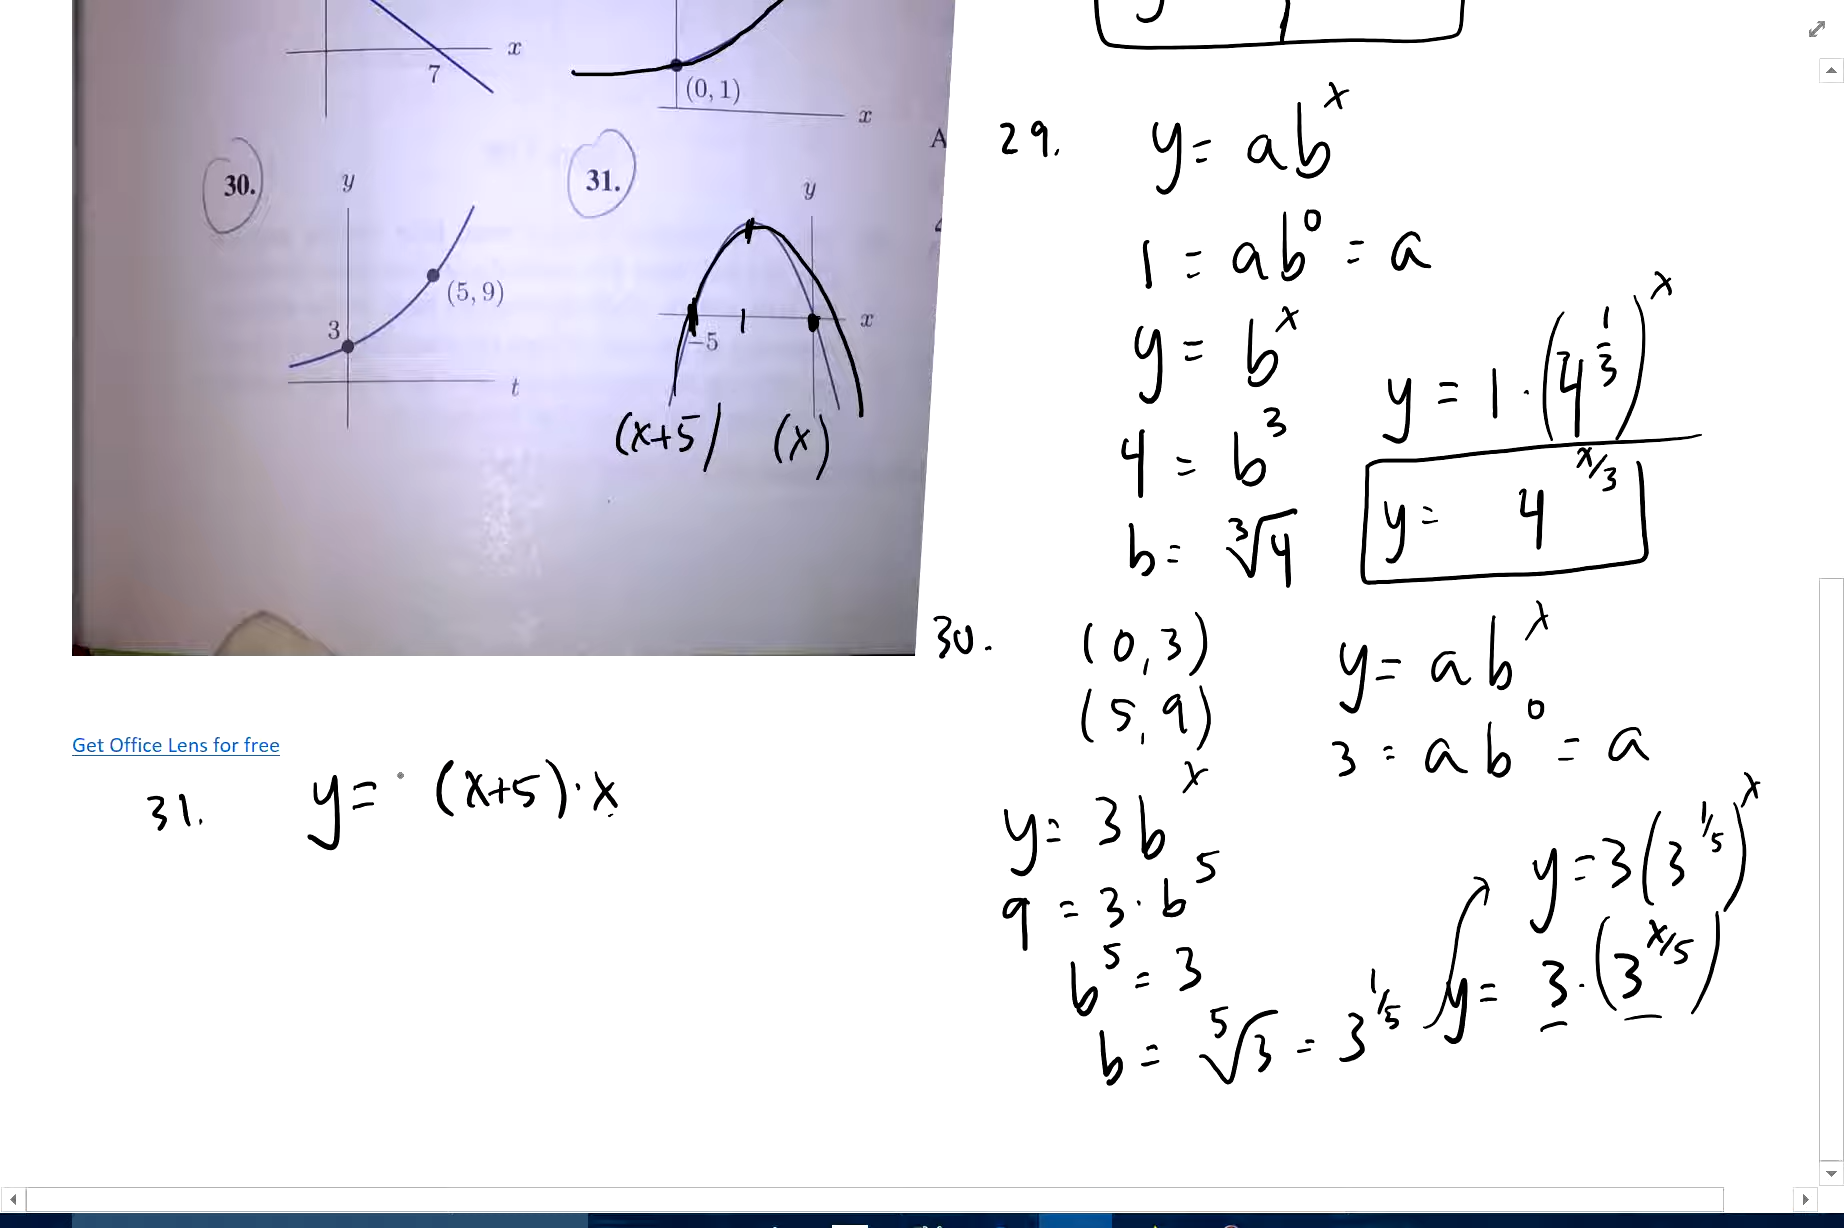 x
7
(0, 1)
x
30.
y
3
(5, 9)
t
31.
y
x
-5
(x+5) (x)
Get Office Lens for free
31. y = (x+5)·x
29. y = ab^x
1 = ab^0 = a
y = b^x
4 = b^3
b = ∛4
y = 1·(4^(1/3))^x
y = 4^(x/3)
30. (0,3)
(5,9)
y = ab^x
3 = ab^0 = a
y = 3b^x
9 = 3·b^5
b^5 = 3
b = ⁵√3 = 3^(1/5)
y = 3(3^(1/5))^x
y = 3·(3^(x/5))